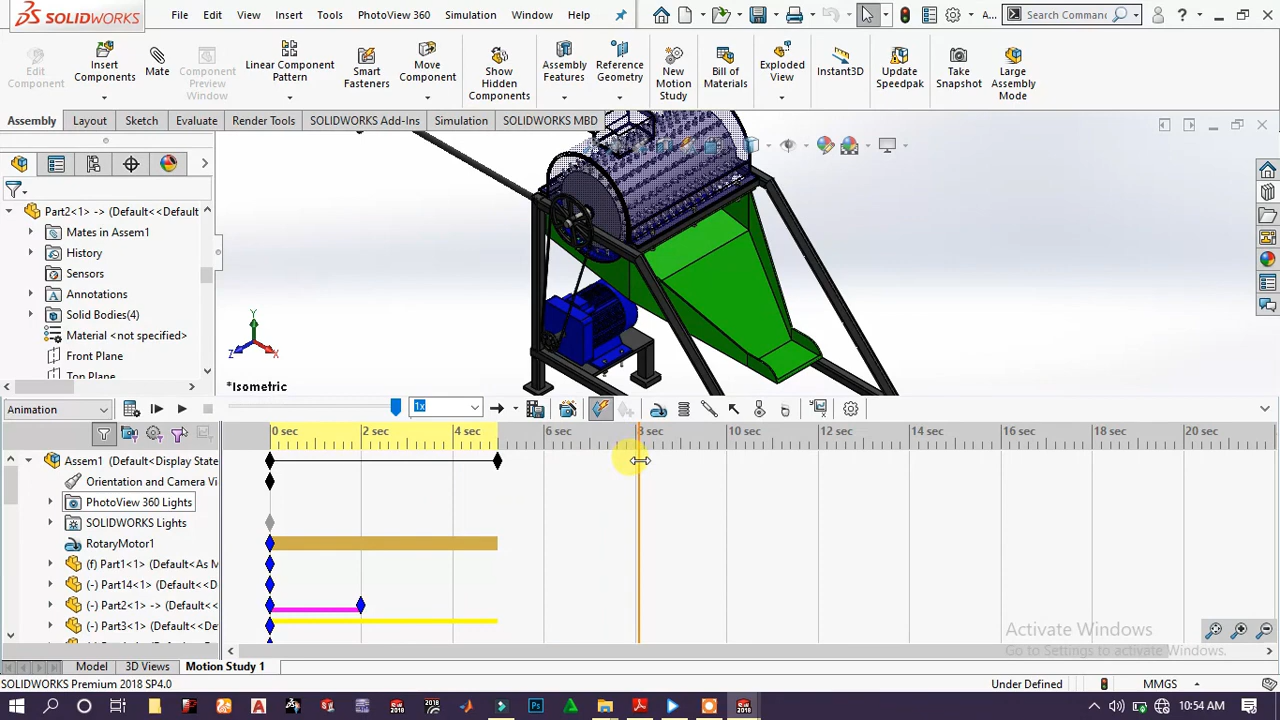 SOLIDWORKS File Edit View Insert Tools PhotoView 360 Simulation Window Help A... Search Commands ?
Edit Component Insert Components Mate Component Preview Window Linear Component Pattern Smart Fasteners Move Component Show Hidden Components Assembly Features Reference Geometry New Motion Study Bill of Materials Exploded View Instant3D Update Speedpak Take Snapshot Large Assembly Mode
Assembly Layout Sketch Evaluate Render Tools SOLIDWORKS Add-Ins Simulation SOLIDWORKS MBD
Part2<1> -> (Default<<Default
Mates in Assem1
History
Sensors
Annotations
Solid Bodies(4)
Material <not specified>
Front Plane
Top Plane
Y
Z X
*Isometric
Animation 1x
0 sec 2 sec 4 sec 6 sec 8 sec 10 sec 12 sec 14 sec 16 sec 18 sec 20 sec
Assem1 (Default<Display State
Orientation and Camera Vi
PhotoView 360 Lights
SOLIDWORKS Lights
RotaryMotor1
(f) Part1<1> (Default<As M
(-) Part14<1> (Default<<De
(-) Part2<1> -> (Default<<
(-) Part3<1> (Default<<Def
Activate Windows
Go to Settings to activate Windows.
Model 3D Views Motion Study 1
SOLIDWORKS Premium 2018 SP4.0 Under Defined MMGS
10:54 AM